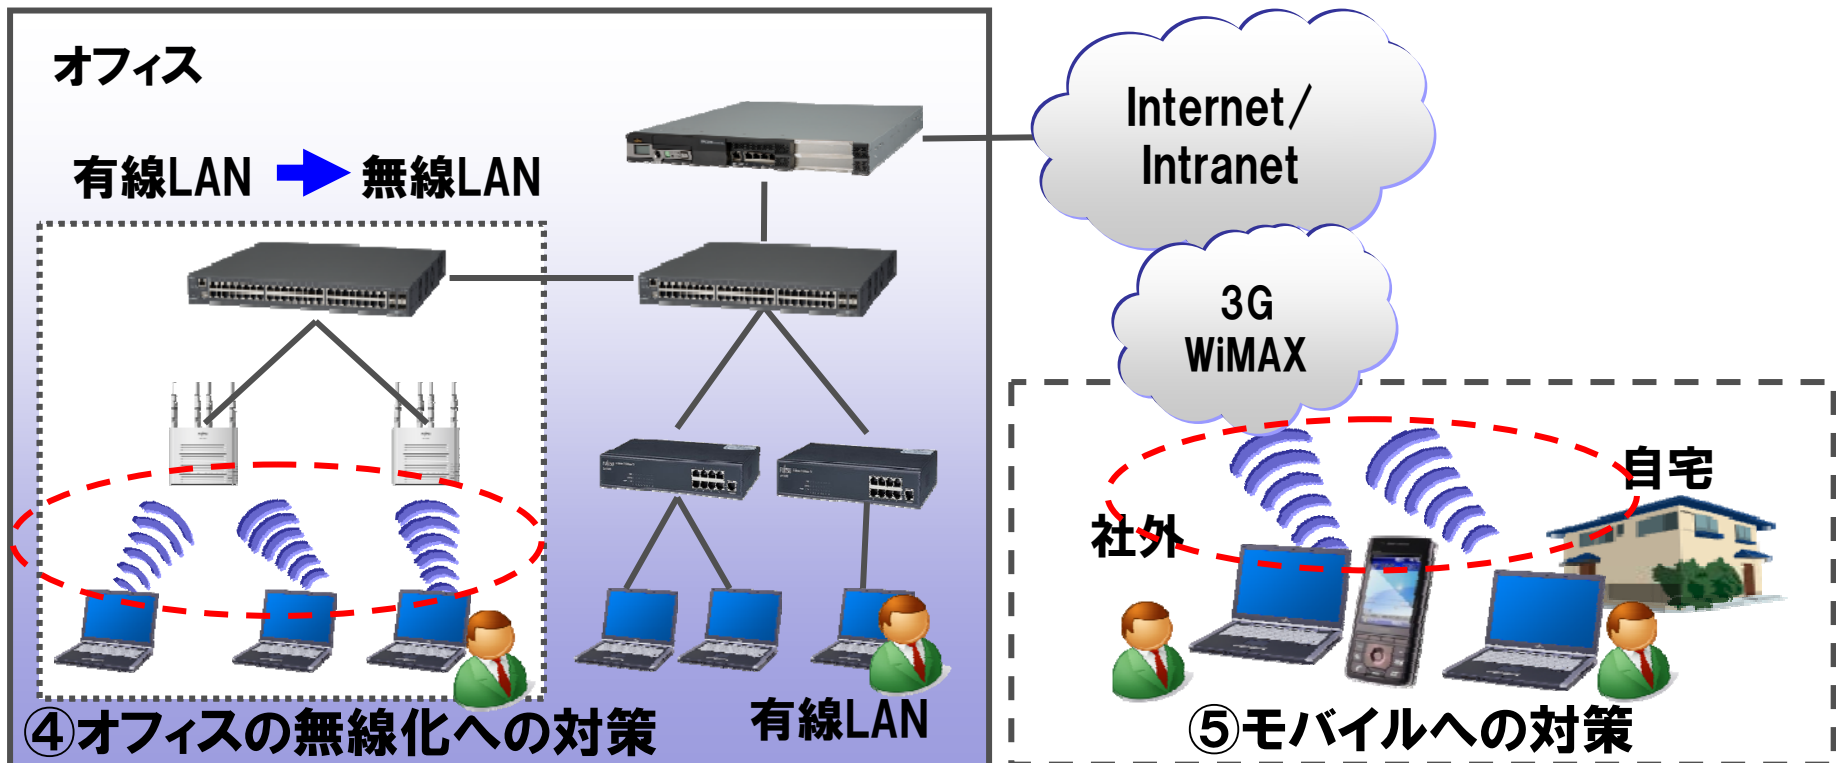 オフィス
有線LAN
無線LAN
Internet/
Intranet
3G
WiMAX
自宅
社外
有線LAN
④オフィスの無線化への対策
⑤モバイルへの対策